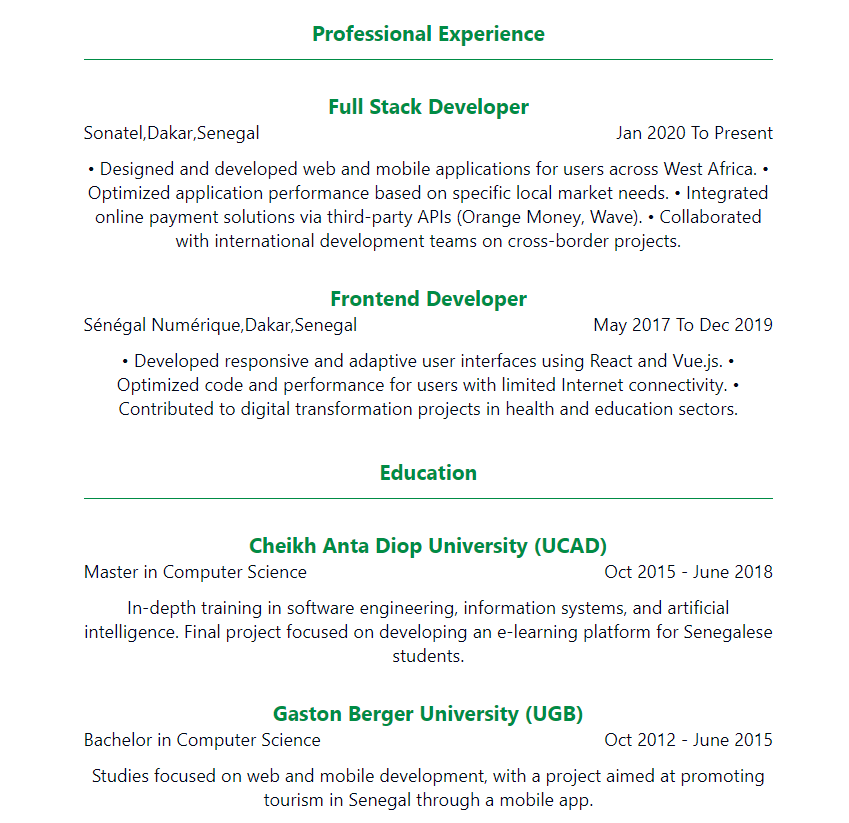 Professional Experience
Full Stack Developer
Sonatel,Dakar,Senegal Jan 2020 To Present
• Designed and developed web and mobile applications for users across West Africa. •
Optimized application performance based on specific local market needs. • Integrated
online payment solutions via third-party APIs (Orange Money, Wave). • Collaborated
with international development teams on cross-border projects.
Frontend Developer
Sénégal Numérique,Dakar,Senegal May 2017 To Dec 2019
• Developed responsive and adaptive user interfaces using React and Vue.js. •
Optimized code and performance for users with limited Internet connectivity. •
Contributed to digital transformation projects in health and education sectors.
Education
Cheikh Anta Diop University (UCAD)
Master in Computer Science Oct 2015 - June 2018
In-depth training in software engineering, information systems, and artificial
intelligence. Final project focused on developing an e-learning platform for Senegalese
students.
Gaston Berger University (UGB)
Bachelor in Computer Science Oct 2012 - June 2015
Studies focused on web and mobile development, with a project aimed at promoting
tourism in Senegal through a mobile app.